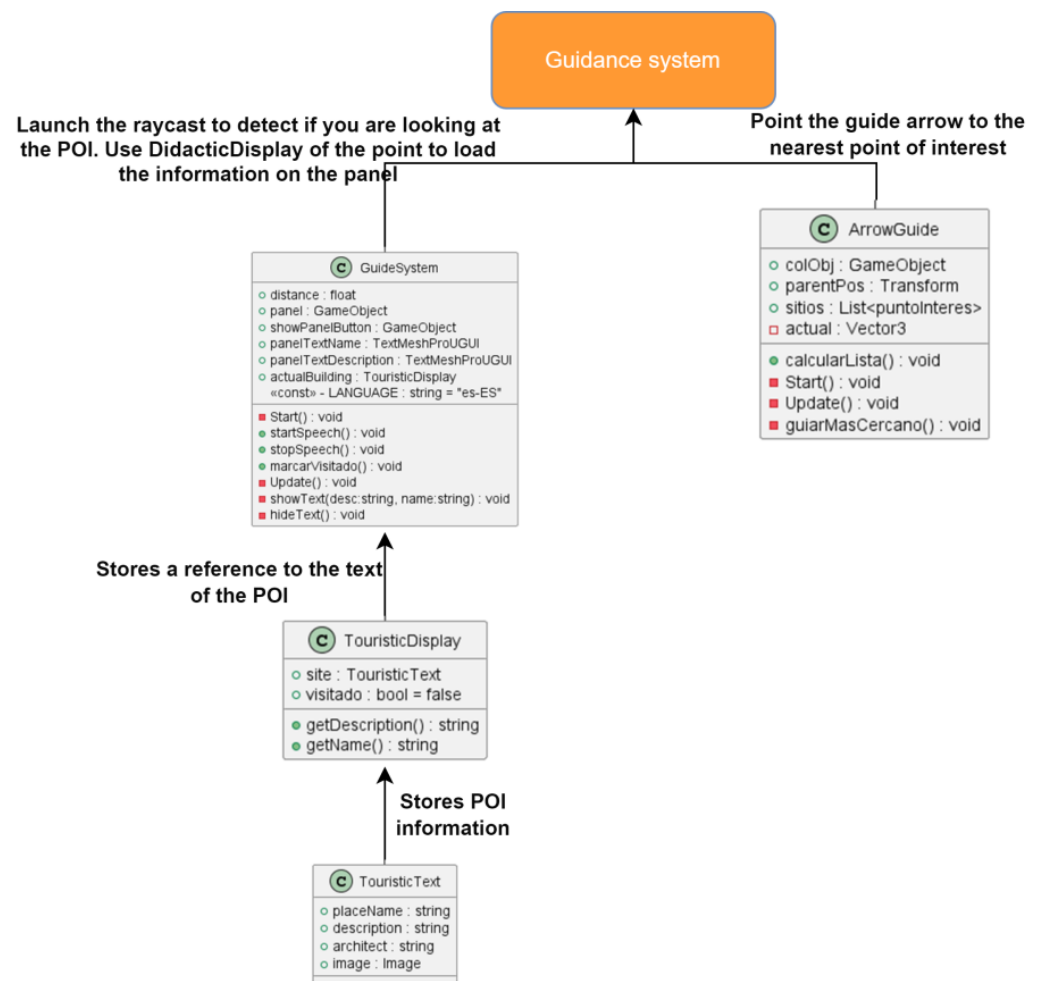 Guidance system
Launch the raycast to detect if you are looking at
the POI. Use DidacticDisplay of the point to load
the information on the panel
Point the guide arrow to the
nearest point of interest
C GuideSystem
distance : float
panel : GameObject
showPanelButton : GameObject
panelTextName : TextMeshProUGUI
panelTextDescription : TextMeshProUGUI
actualBuilding : TouristicDisplay
«const» - LANGUAGE : string = "es-ES"
Start() : void
startSpeech() : void
stopSpeech() : void
marcarVisitado() : void
Update() : void
showText(desc:string, name:string) : void
hideText() : void
C ArrowGuide
colObj : GameObject
parentPos : Transform
sitios : List<puntoInteres>
actual : Vector3
calcularLista() : void
Start() : void
Update() : void
guiarMasCercano() : void
Stores a reference to the text
of the POI
C TouristicDisplay
site : TouristicText
visitado : bool = false
getDescription() : string
getName() : string
Stores POI
information
C TouristicText
placeName : string
description : string
architect : string
image : Image